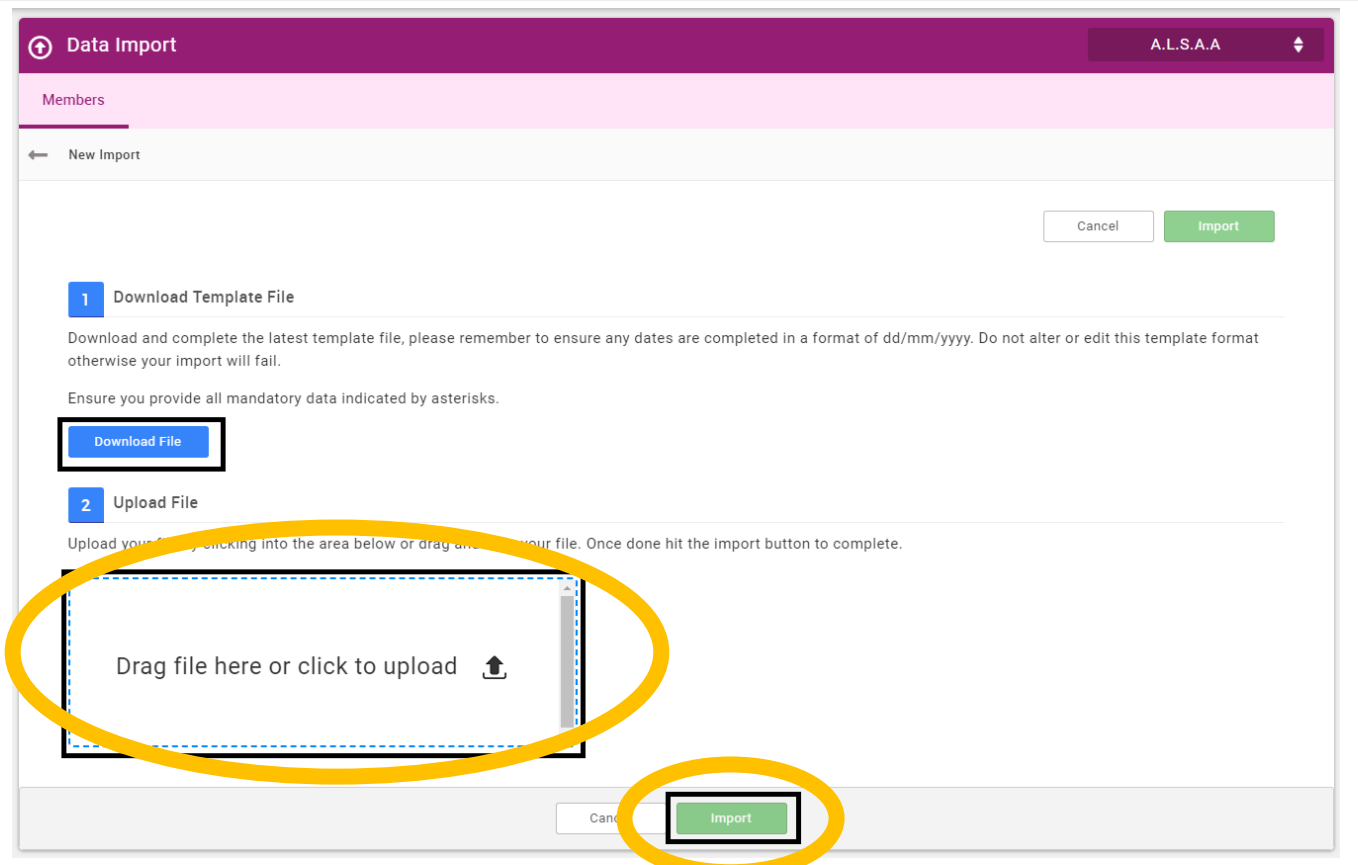 Data Import
A.L.S.A.A
Members
New Import
Cancel Import
1 Download Template File
Download and complete the latest template file, please remember to ensure any dates are completed in a format of dd/mm/yyyy. Do not alter or edit this template format
otherwise your import will fail.
Ensure you provide all mandatory data indicated by asterisks.
Download File
2 Upload File
Upload your clicking into the area below or drag your file. Once done hit the import button to complete.
Drag file here or click to upload
Import